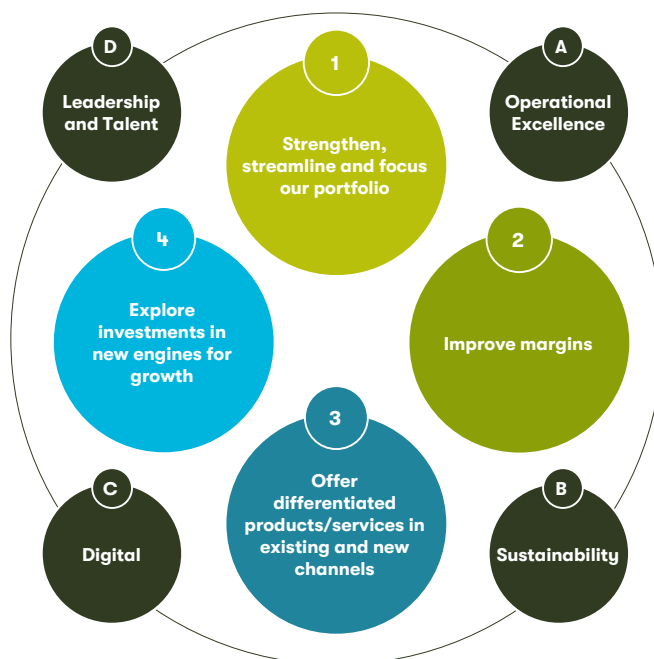 D
Leadership
and Talent
1
Strengthen,
streamline and focus
our portfolio
A
Operational
Excellence
4
Explore
investments in
new engines for
growth
2
Improve margins
3
Offer
differentiated
products/services in
existing and new
channels
C
Digital
B
Sustainability